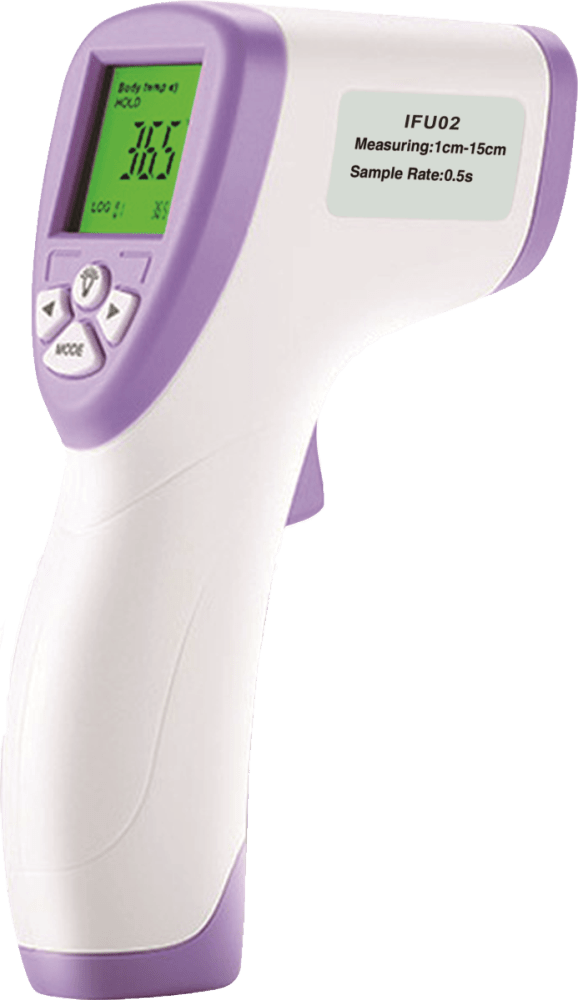 Body temp
HOLD
36.5
LOG
36.5
MODE
IFU02
Measuring:1cm-15cm
Sample Rate:0.5s